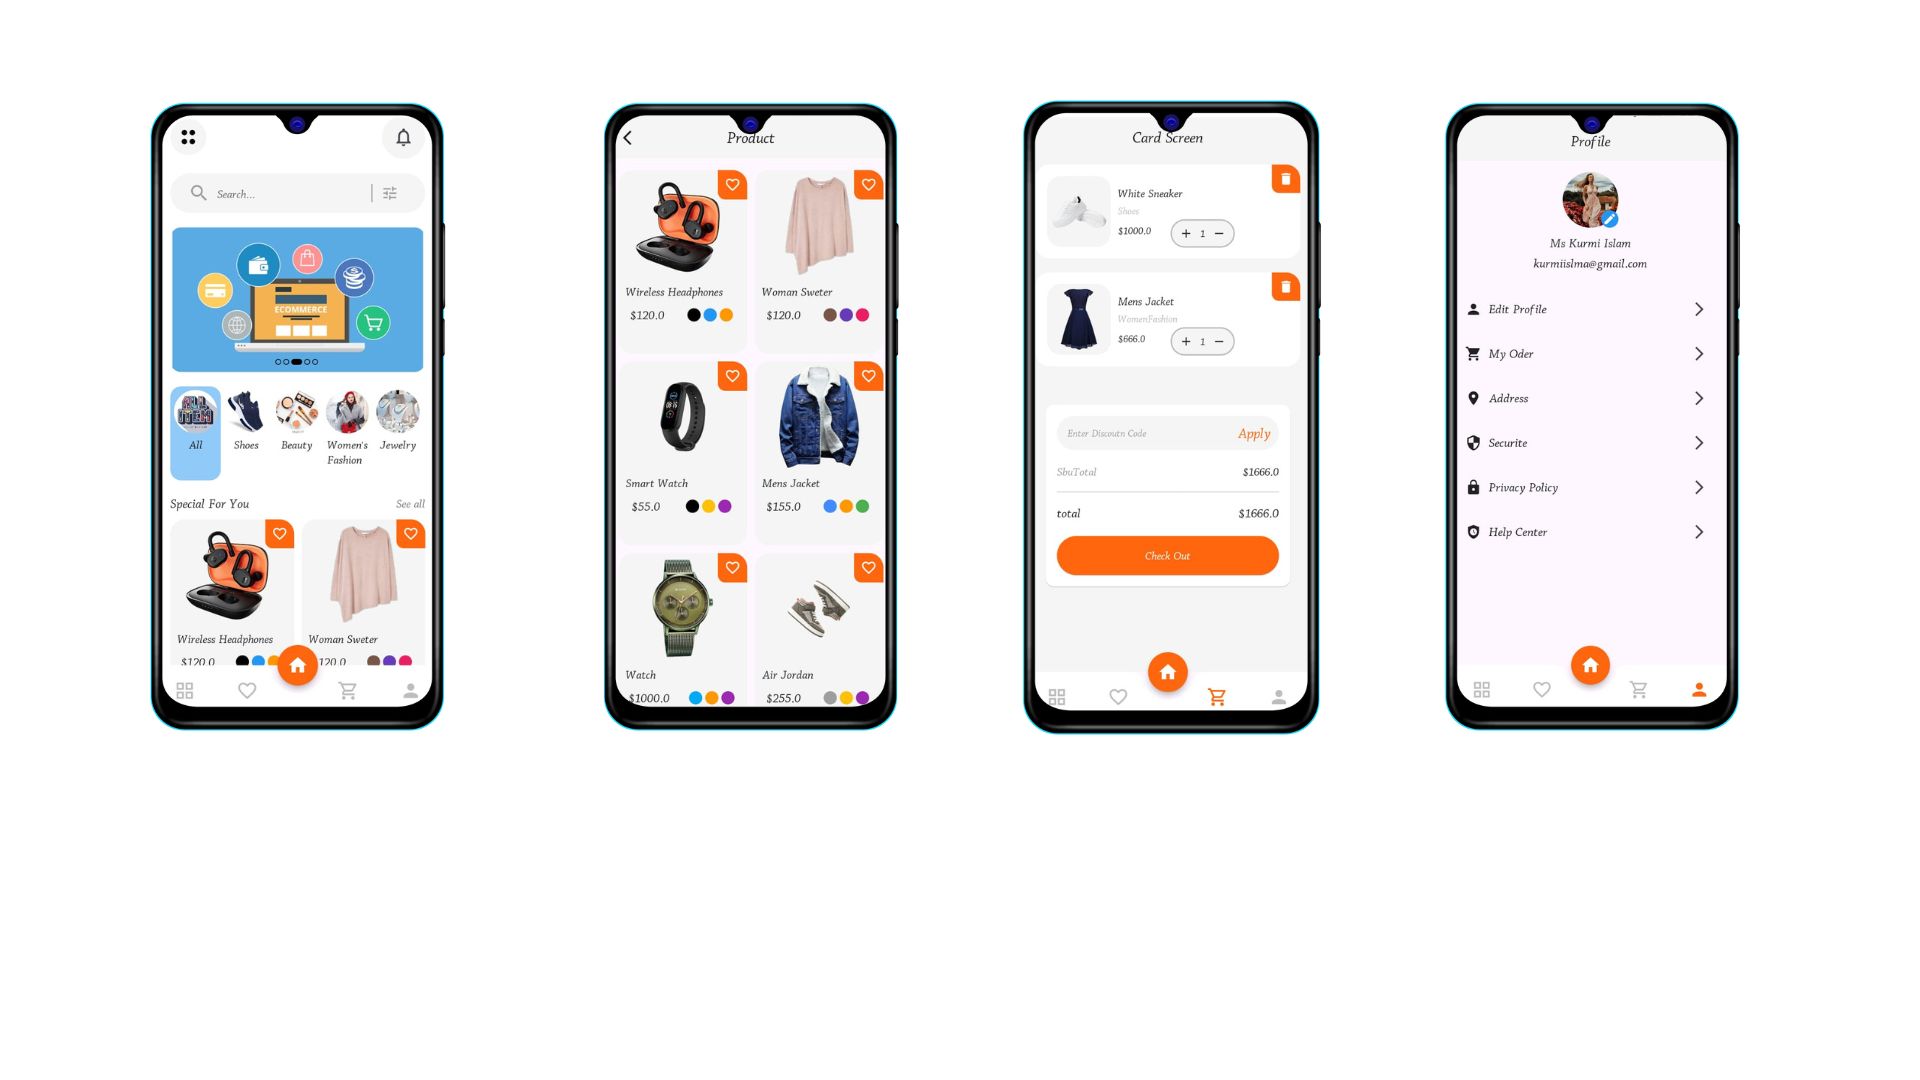 Search...
ECOMMERCE
ALL
ITEM
All
Shoes
Beauty
Women's
Fashion
Jewelry
Special For You
See all
Wireless Headphones
$120.0
Woman Sweter
120.0
Product
Wireless Headphones
$120.0
Woman Sweter
$120.0
08:16
Smart Watch
$55.0
Mens Jacket
$155.0
Watch
$1000.0
Air Jordan
$255.0
Card Screen
White Sneaker
Shoes
$1000.0
+ 1 −
Mens Jacket
WomenFashion
$666.0
+ 1 −
Enter Discoutn Code
Apply
SbuTotal
$1666.0
total
$1666.0
Check Out
Profile
Ms Kurmi Islam
kurmiislma@gmail.com
Edit Profile
My Oder
Address
Securite
Privacy Policy
Help Center